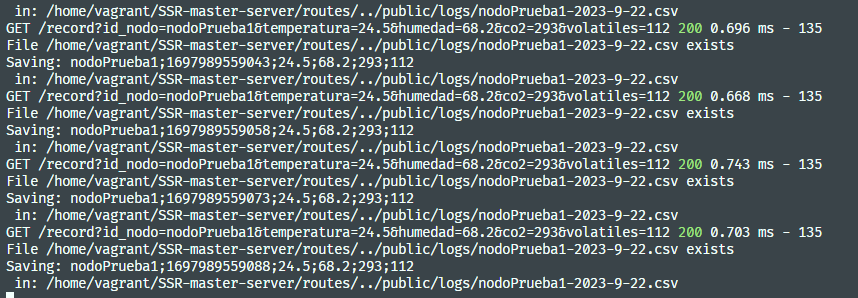 in: /home/vagrant/SSR-master-server/routes/../public/logs/nodoPrueba1-2023-9-22.csv
GET /record?id_nodo=nodoPrueba1&temperatura=24.5&humedad=68.2&co2=293&volatiles=112 200 0.696 ms - 135
File /home/vagrant/SSR-master-server/routes/../public/logs/nodoPrueba1-2023-9-22.csv exists
Saving: nodoPrueba1;1697989559043;24.5;68.2;293;112
in: /home/vagrant/SSR-master-server/routes/../public/logs/nodoPrueba1-2023-9-22.csv
GET /record?id_nodo=nodoPrueba1&temperatura=24.5&humedad=68.2&co2=293&volatiles=112 200 0.668 ms - 135
File /home/vagrant/SSR-master-server/routes/../public/logs/nodoPrueba1-2023-9-22.csv exists
Saving: nodoPrueba1;1697989559058;24.5;68.2;293;112
in: /home/vagrant/SSR-master-server/routes/../public/logs/nodoPrueba1-2023-9-22.csv
GET /record?id_nodo=nodoPrueba1&temperatura=24.5&humedad=68.2&co2=293&volatiles=112 200 0.743 ms - 135
File /home/vagrant/SSR-master-server/routes/../public/logs/nodoPrueba1-2023-9-22.csv exists
Saving: nodoPrueba1;1697989559073;24.5;68.2;293;112
in: /home/vagrant/SSR-master-server/routes/../public/logs/nodoPrueba1-2023-9-22.csv
GET /record?id_nodo=nodoPrueba1&temperatura=24.5&humedad=68.2&co2=293&volatiles=112 200 0.703 ms - 135
File /home/vagrant/SSR-master-server/routes/../public/logs/nodoPrueba1-2023-9-22.csv exists
Saving: nodoPrueba1;1697989559088;24.5;68.2;293;112
in: /home/vagrant/SSR-master-server/routes/../public/logs/nodoPrueba1-2023-9-22.csv